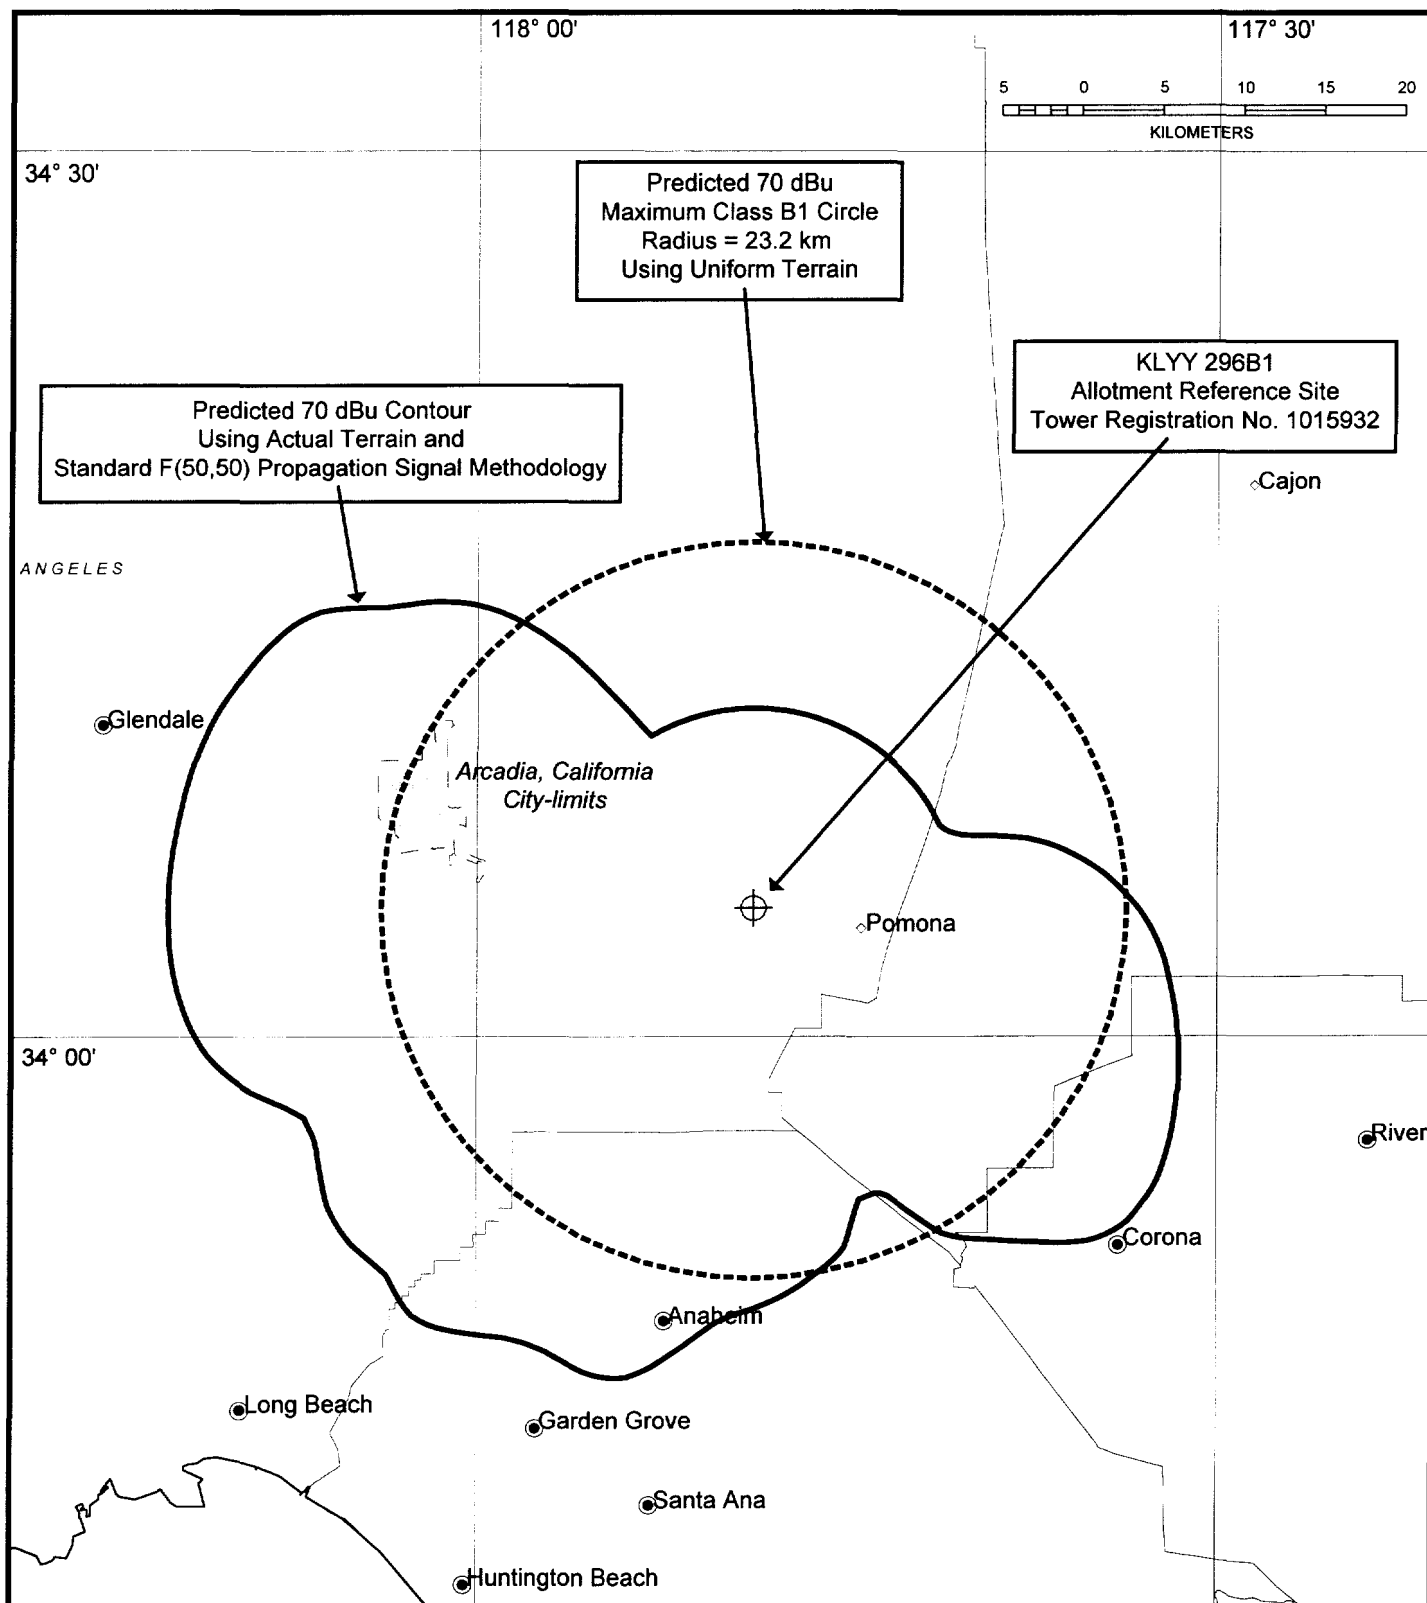 118° 00'
117° 30'
5 0 5 10 15 20
KILOMETERS
34° 30'
Predicted 70 dBu
Maximum Class B1 Circle
Radius = 23.2 km
Using Uniform Terrain
KLYY 296B1
Allotment Reference Site
Tower Registration No. 1015932
Predicted 70 dBu Contour
Using Actual Terrain and
Standard F(50,50) Propagation Signal Methodology
Cajon
ANGELES
Glendale
Arcadia, California
City-limits
Pomona
34° 00'
River
Corona
Anaheim
Long Beach
Garden Grove
Santa Ana
Huntington Beach